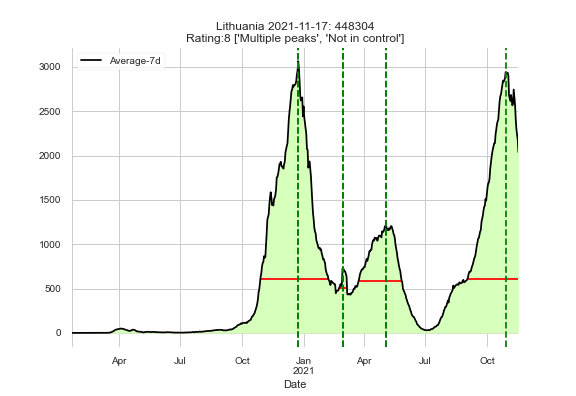 Lithuania 2021-11-17: 448304
Rating:8 ['Multiple peaks', 'Not in control']
Average-7d
3000
2500
2000
1500
1000
500
0
Apr Jul Oct Jan Apr Jul Oct
2021
Date